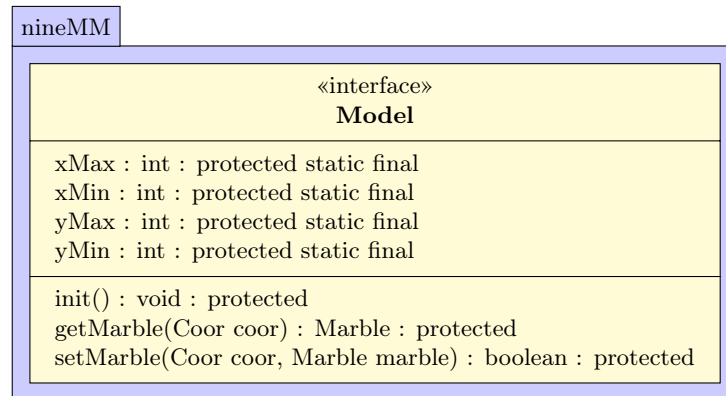 nineMM
«interface»
Model
xMax : int : protected static final
xMin : int : protected static final
yMax : int : protected static final
yMin : int : protected static final
init() : void : protected
getMarble(Coor coor) : Marble : protected
setMarble(Coor coor, Marble marble) : boolean : protected